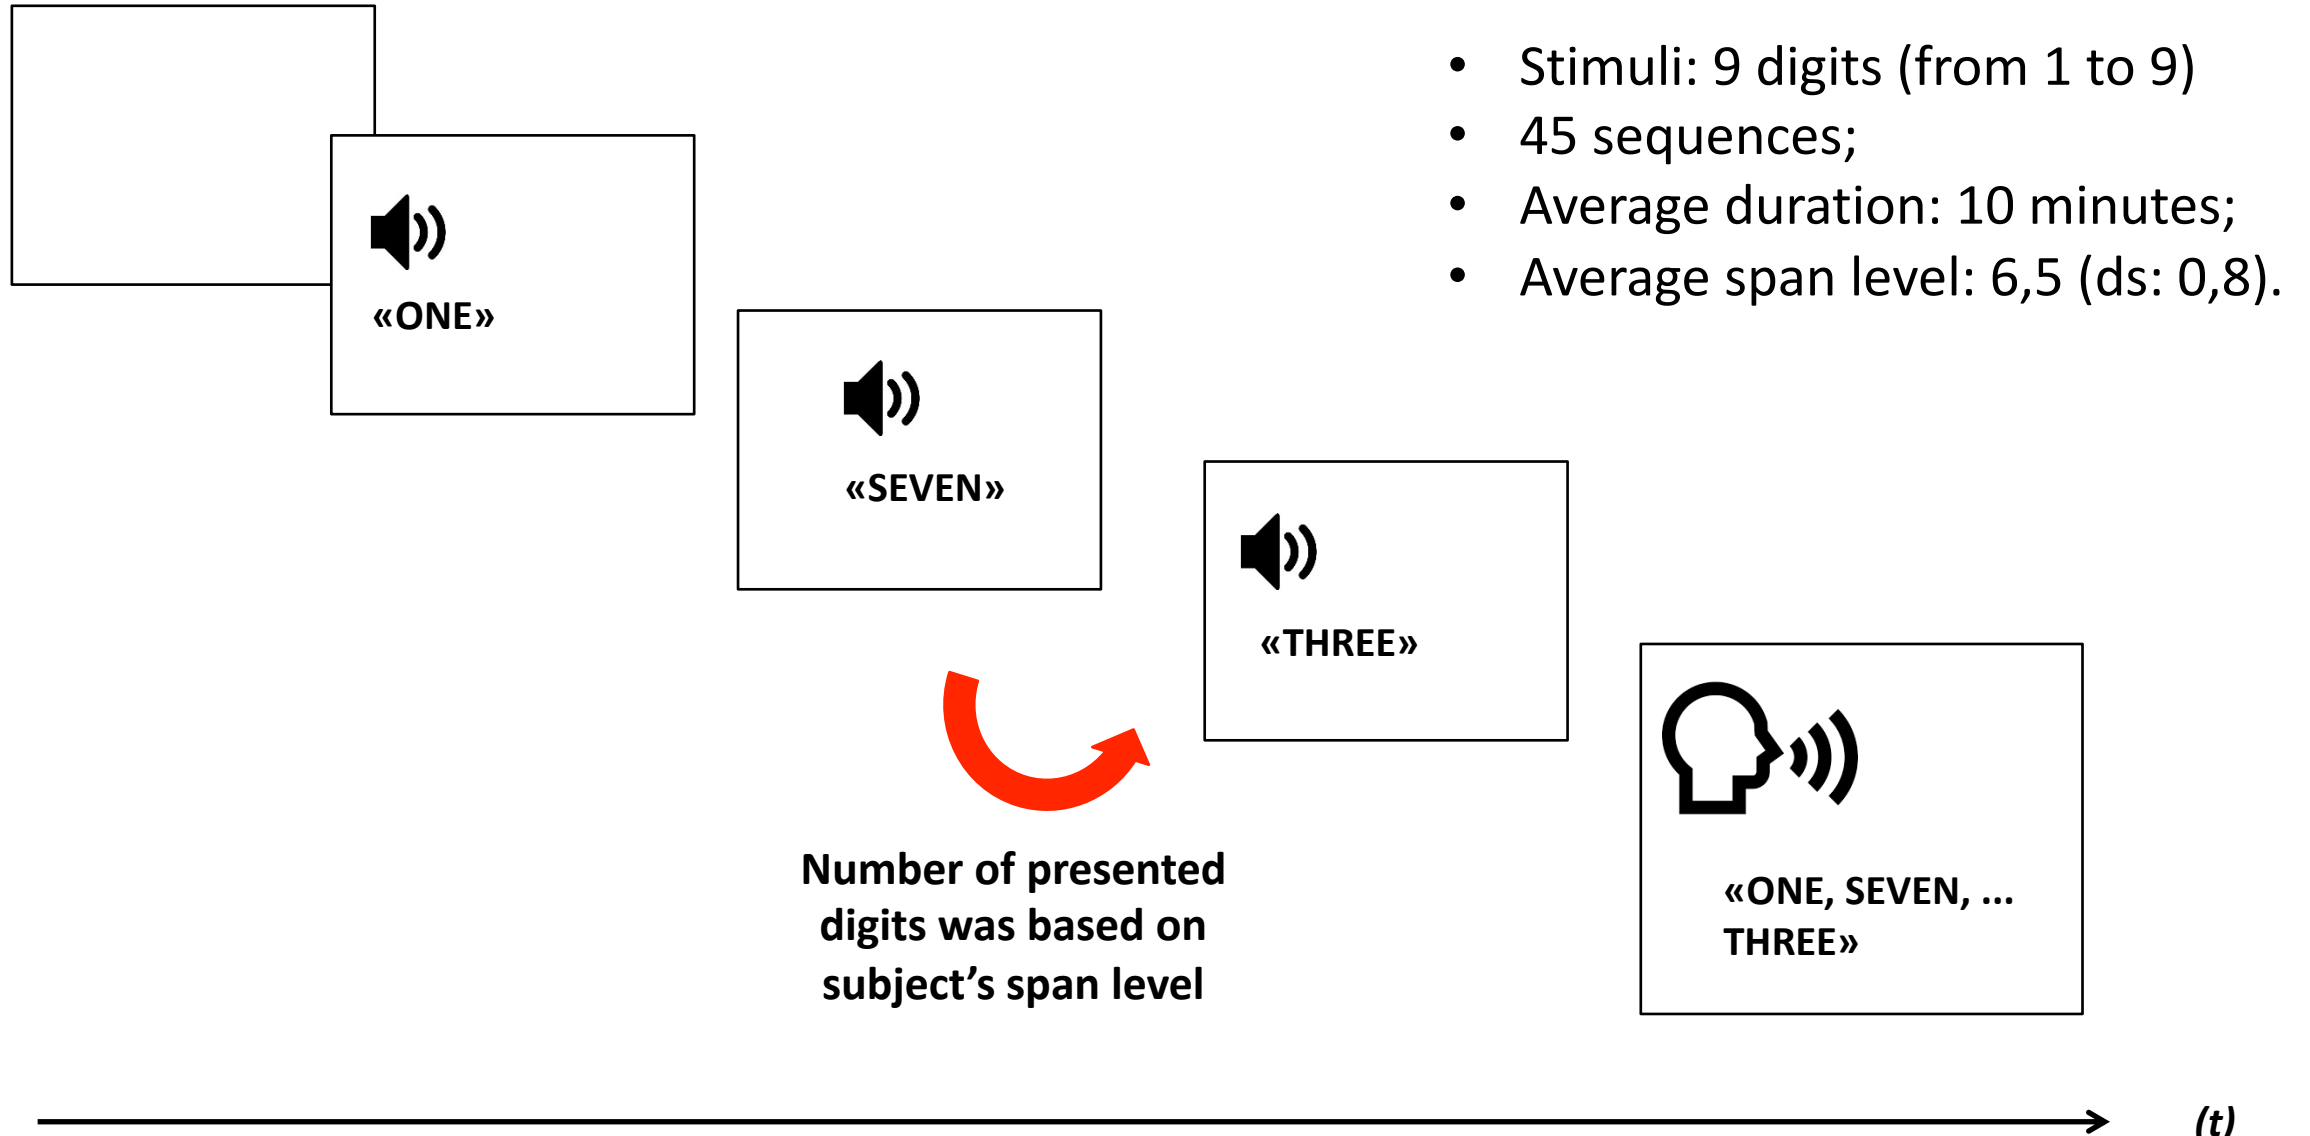 • Stimuli: 9 digits (from 1 to 9)
• 45 sequences;
• Average duration: 10 minutes;
• Average span level: 6,5 (ds: 0,8).
«ONE»
«SEVEN»
«THREE»
Number of presented
digits was based on
subject’s span level
«ONE, SEVEN, ...
THREE»
(t)